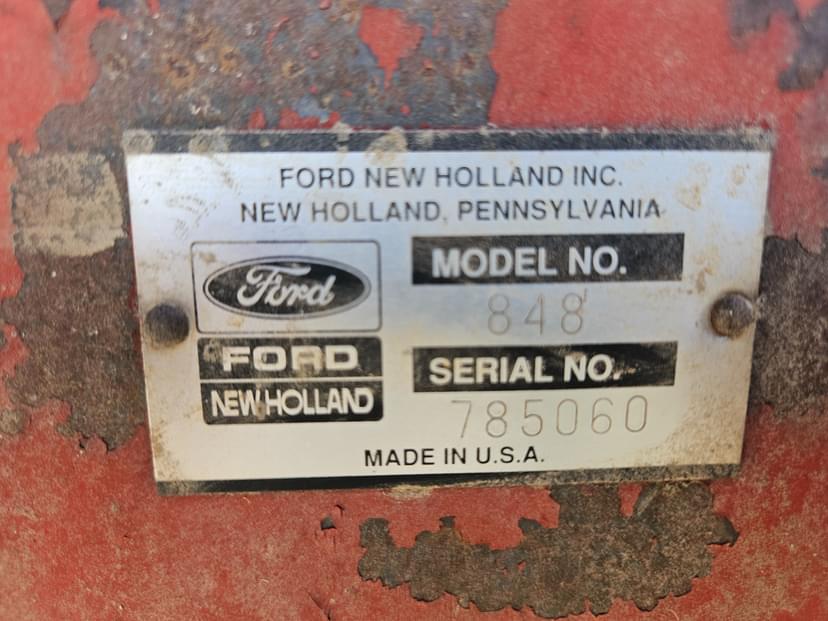 FORD NEW HOLLAND INC.
NEW HOLLAND, PENNSYLVANIA
Ford
FORD
NEW HOLLAND
MODEL NO.
848
SERIAL NO.
785060
MADE IN U.S.A.